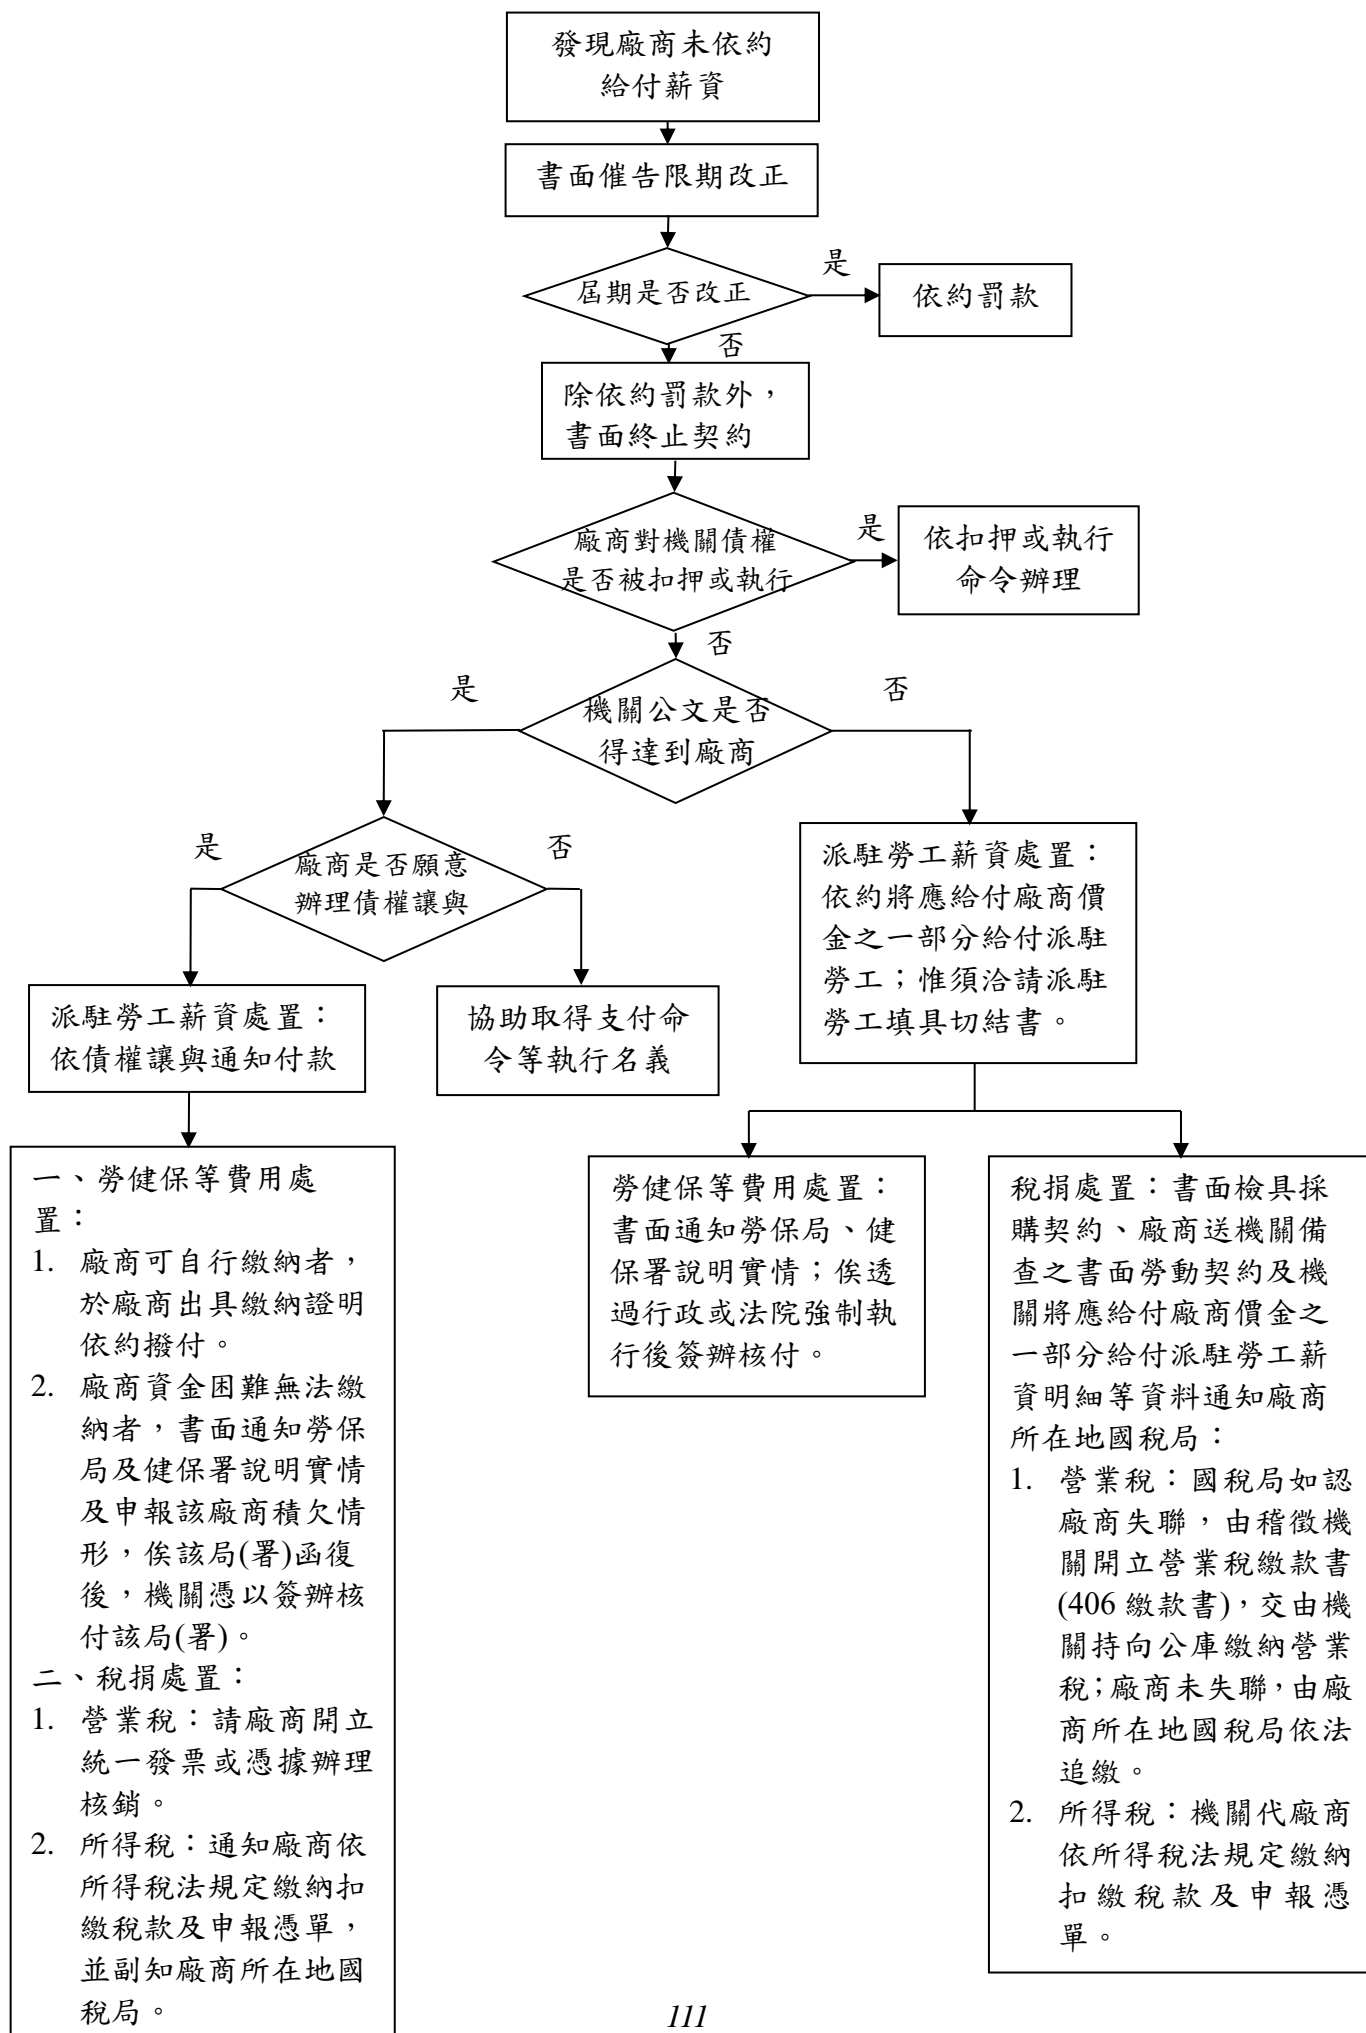 發現廠商未依約
給付薪資
書面催告限期改正
屆期是否改正
是
依約罰款
否
除依約罰款外，
書面終止契約
廠商對機關債權
是否被扣押或執行
是
依扣押或執行
命令辦理
否
機關公文是否
得達到廠商
是
否
廠商是否願意
辦理債權讓與
是
否
派駐勞工薪資處置：
依債權讓與通知付款
協助取得支付命
令等執行名義
派駐勞工薪資處置：
依約將應給付廠商價
金之一部分給付派駐
勞工；惟須洽請派駐
勞工填具切結書。
一、勞健保等費用處
置：
1. 廠商可自行繳納者，
於廠商出具繳納證明
依約撥付。
2. 廠商資金困難無法繳
納者，書面通知勞保
局及健保署說明實情
及申報該廠商積欠情
形，俟該局(署)函復
後，機關憑以簽辦核
付該局(署)。
二、稅捐處置：
1. 營業稅：請廠商開立
統一發票或憑據辦理
核銷。
2. 所得稅：通知廠商依
所得稅法規定繳納扣
繳稅款及申報憑單，
並副知廠商所在地國
稅局。
勞健保等費用處置：
書面通知勞保局、健
保署說明實情；俟透
過行政或法院強制執
行後簽辦核付。
稅捐處置：書面檢具採
購契約、廠商送機關備
查之書面勞動契約及機
關將應給付廠商價金之
一部分給付派駐勞工薪
資明細等資料通知廠商
所在地國稅局：
1. 營業稅：國稅局如認
廠商失聯，由稽徵機
關開立營業稅繳款書
(406 繳款書)，交由機
關持向公庫繳納營業
稅；廠商未失聯，由廠
商所在地國稅局依法
追繳。
2. 所得稅：機關代廠商
依所得稅法規定繳納
扣繳稅款及申報憑
單。
111